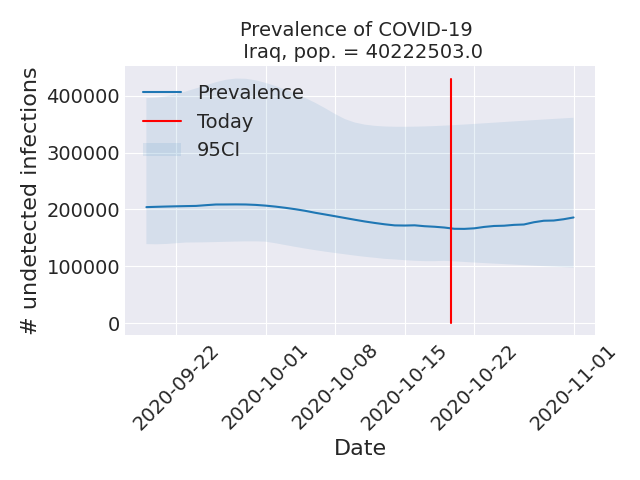 Prevalence of COVID-19
Iraq, pop. = 40222503.0
# undetected infections
400000
300000
200000
100000
0
Prevalence
Today
95CI
2020-09-22
2020-10-01
2020-10-08
2020-10-15
2020-10-22
2020-11-01
Date